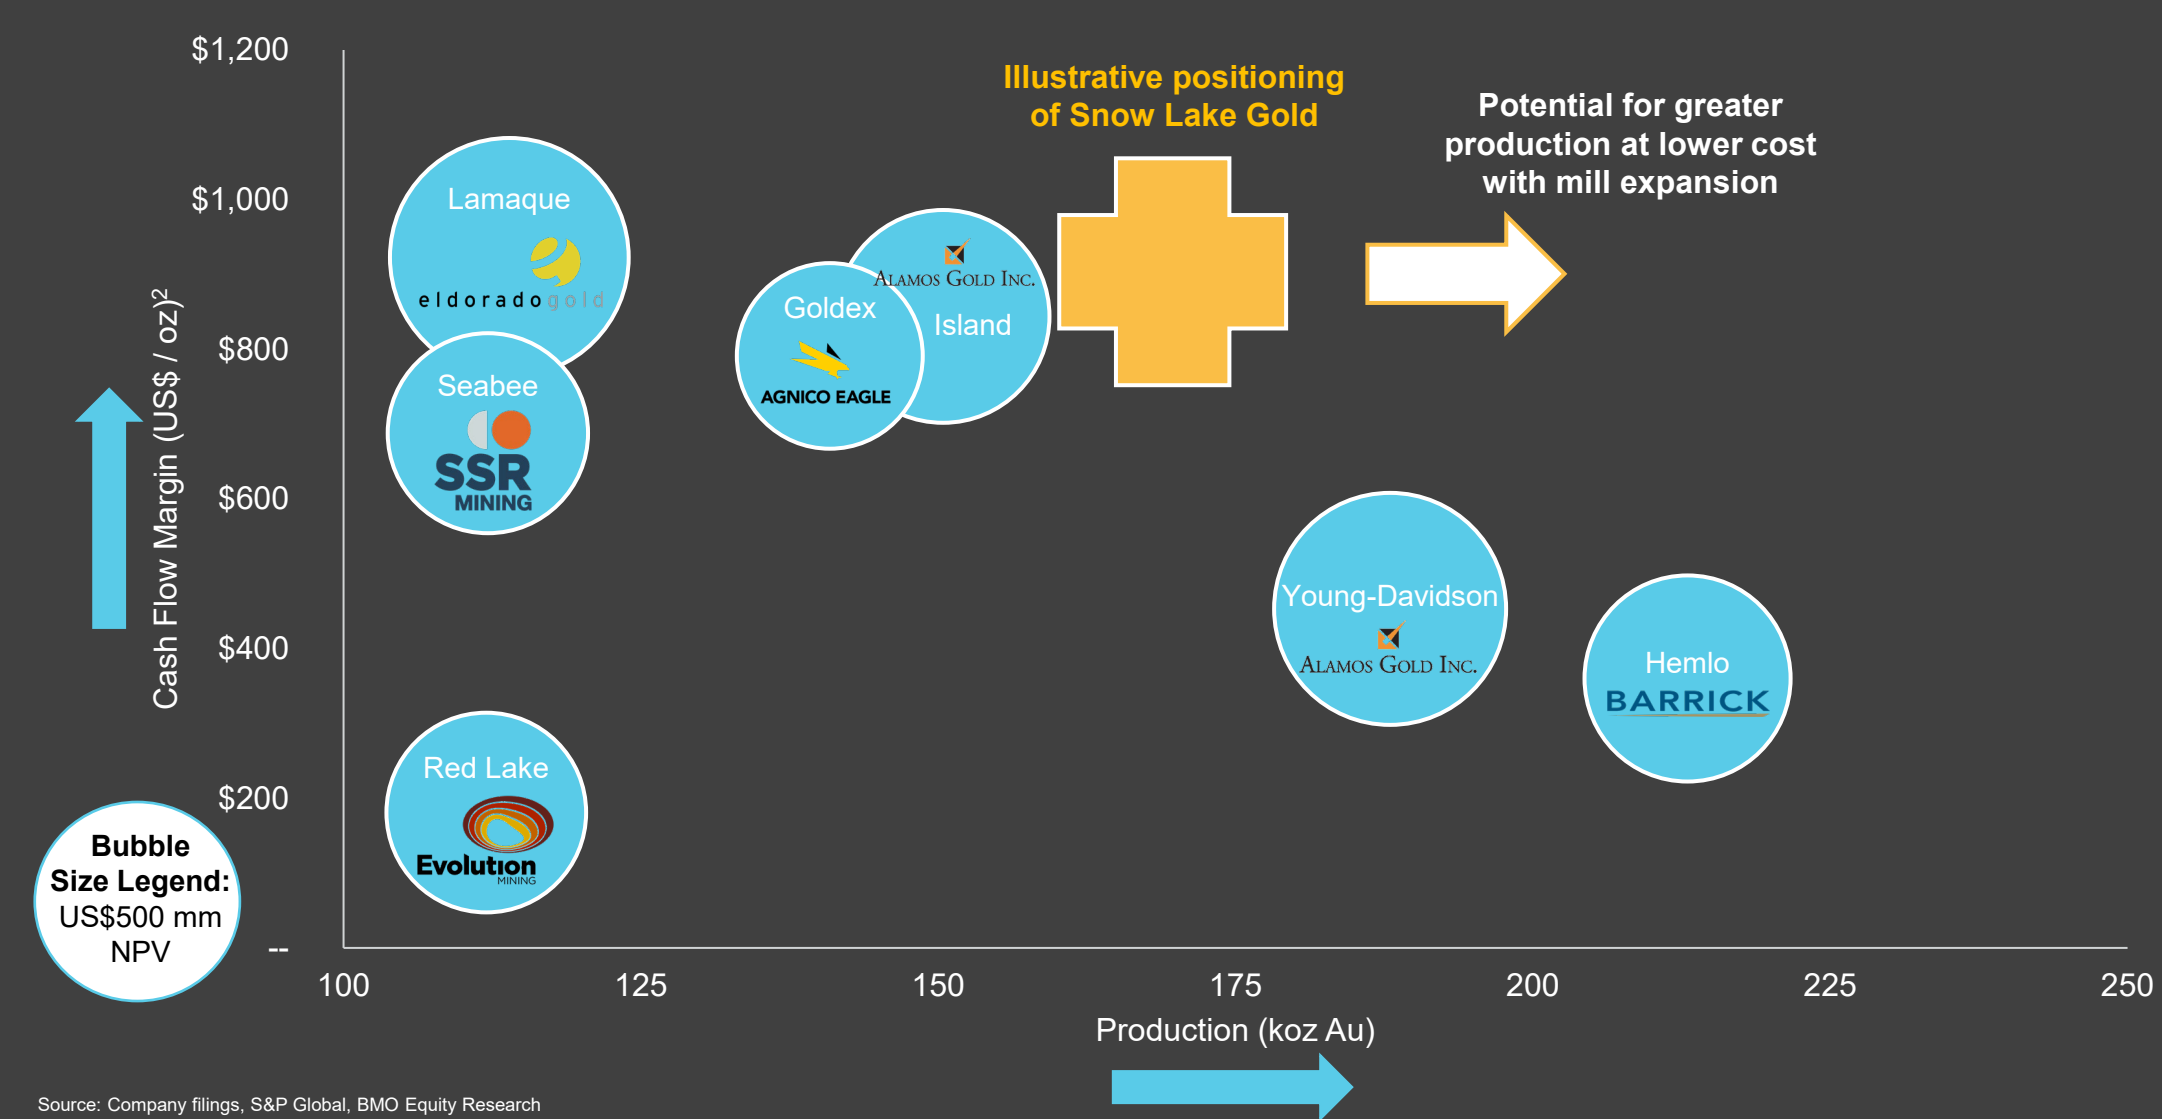 $1,200
$1,000
$800
$600
$400
$200
--
Cash Flow Margin (US$ / oz)2
Illustrative positioning
of Snow Lake Gold
Potential for greater
production at lower cost
with mill expansion
Lamaque
eldoradogold
Seabee
SSR
MINING
Goldex
AGNICO EAGLE
ALAMOS GOLD INC.
Island
Young-Davidson
ALAMOS GOLD INC.
Hemlo
BARRICK
Red Lake
Evolution
MINING
Bubble
Size Legend:
US$500 mm
NPV
100 125 150 175 200 225 250
Production (koz Au)
Source: Company filings, S&P Global, BMO Equity Research